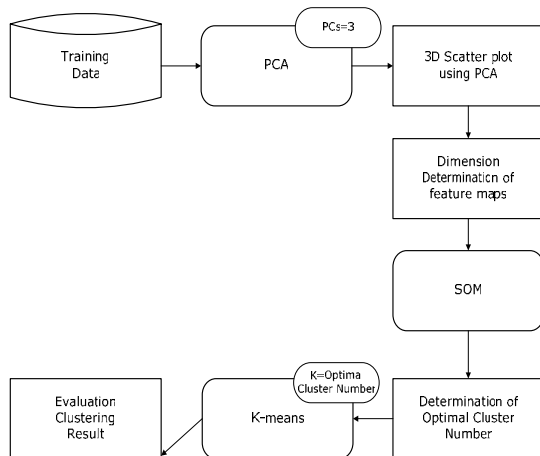 PCs=3
Training
Data
PCA
3D Scatter plot
using PCA
Dimension
Determination of
feature maps
SOM
K=Optima
Cluster Number
Evaluation
Clustering
Result
K-means
Determination of
Optimal Cluster
Number